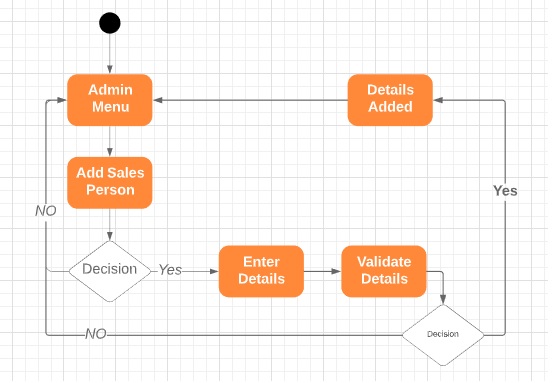 Admin
Menu
Details
Added
Add Sales
Person
Yes
NO
Decision
Yes
Enter
Details
Validate
Details
NO
Decision